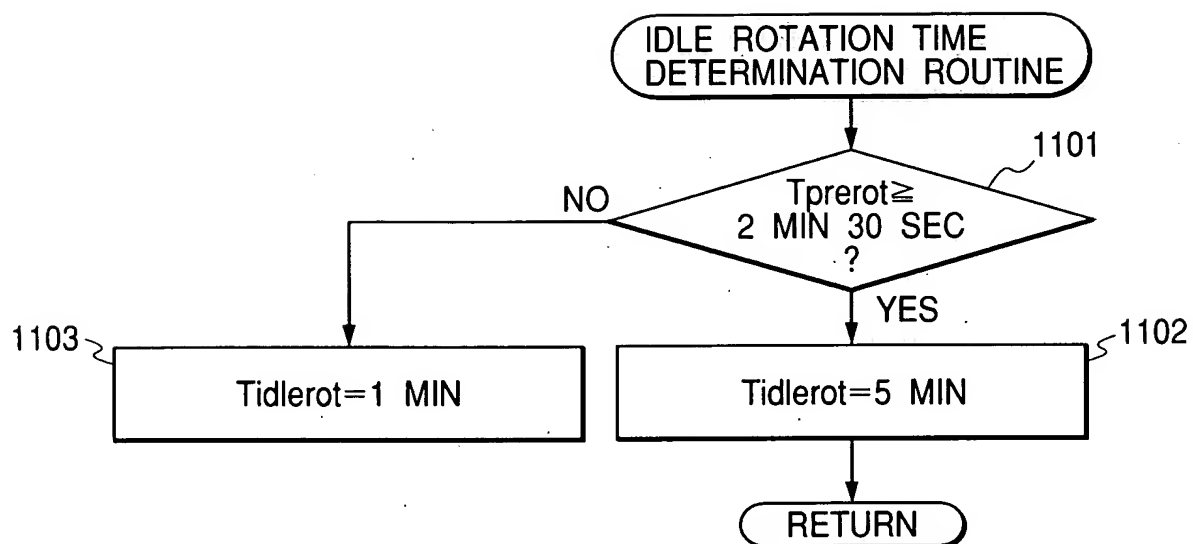 IDLE ROTATION TIME
DETERMINATION ROUTINE
1101
Tprerot≧
2 MIN 30 SEC
?
NO
YES
1103
Tidlerot=1 MIN
1102
Tidlerot=5 MIN
RETURN